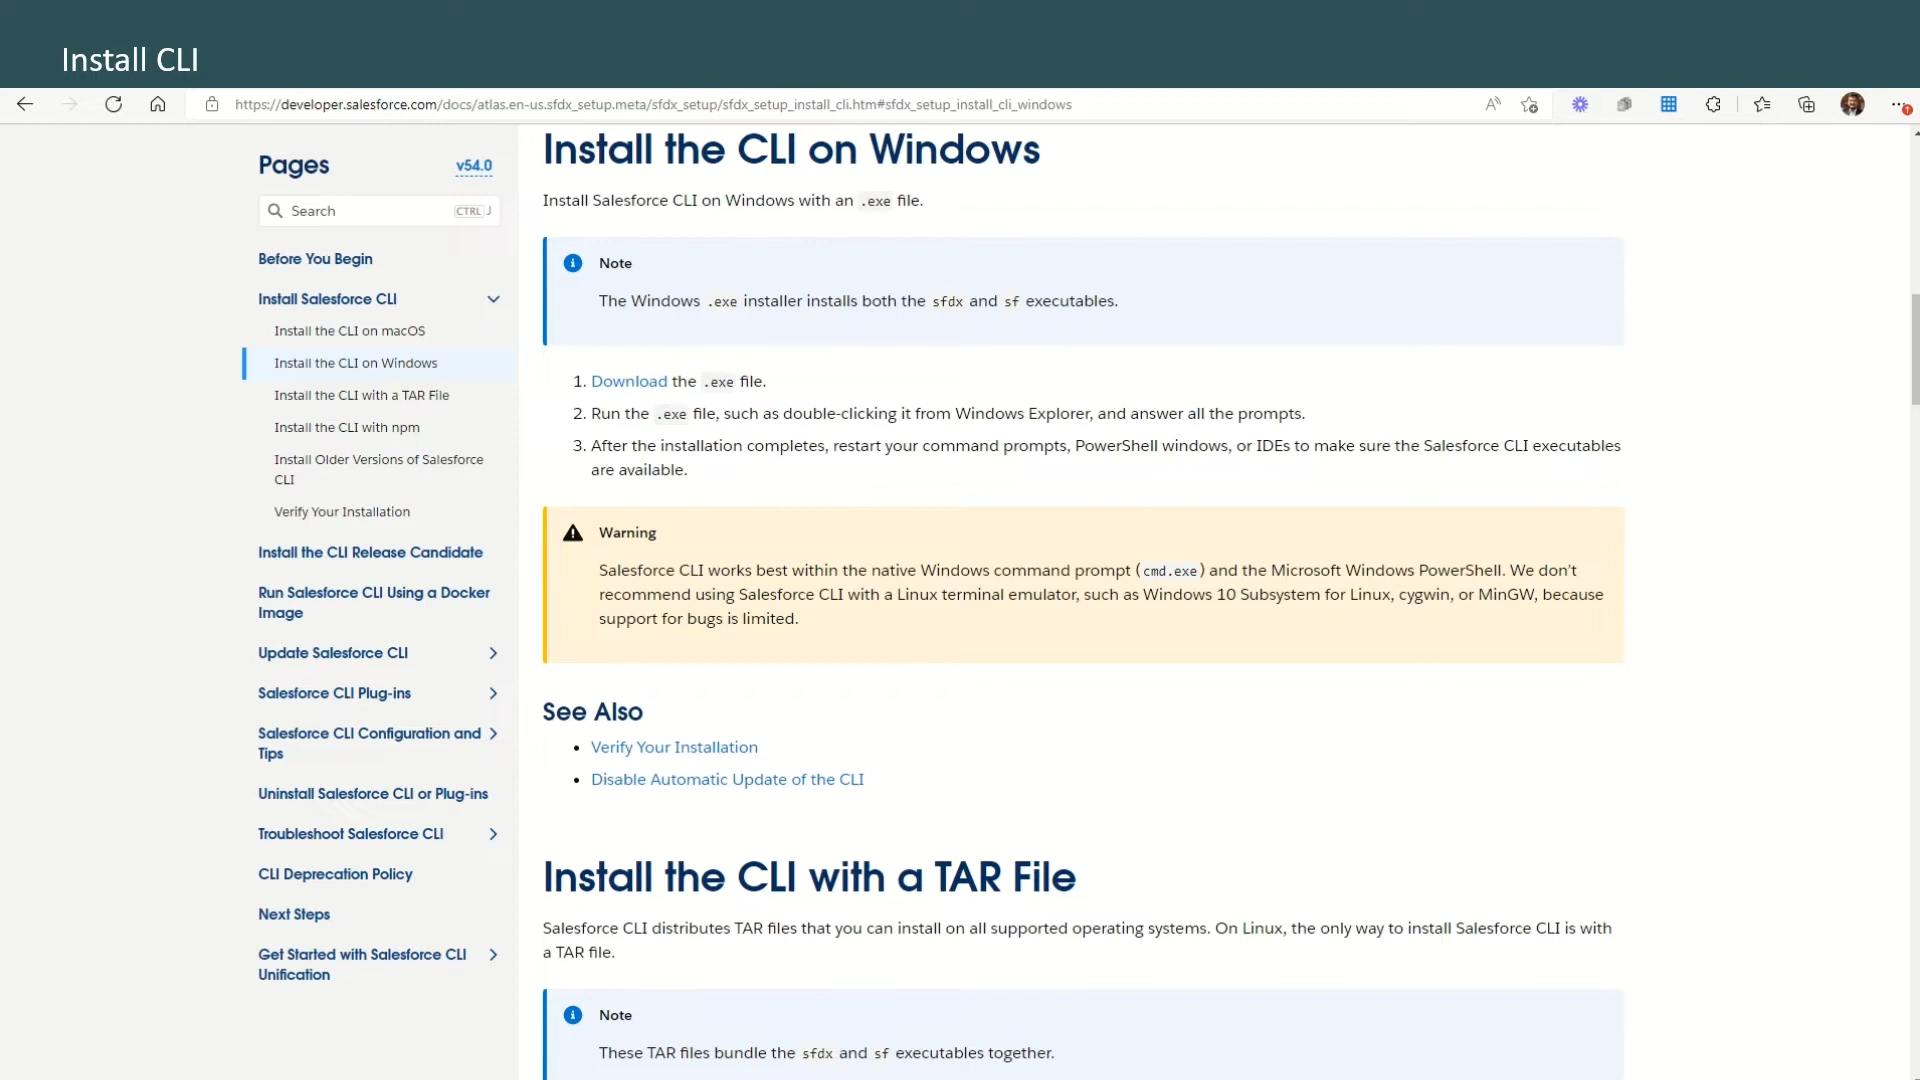 Install CLI
https://developer.salesforce.com/docs/atlas.en-us.sfdx_setup.meta/sfdx_setup/sfdx_setup_install_cli.htm#sfdx_setup_install_cli_windows
Pages
v54.0
Search
CTRL J
Before You Begin
Install Salesforce CLI
Install the CLI on macOS
Install the CLI on Windows
Install the CLI with a TAR File
Install the CLI with npm
Install Older Versions of Salesforce
CLI
Verify Your Installation
Install the CLI Release Candidate
Run Salesforce CLI Using a Docker
Image
Update Salesforce CLI
Salesforce CLI Plug-ins
Salesforce CLI Configuration and
Tips
Uninstall Salesforce CLI or Plug-ins
Troubleshoot Salesforce CLI
CLI Deprecation Policy
Next Steps
Get Started with Salesforce CLI
Unification
Install the CLI on Windows
Install Salesforce CLI on Windows with an .exe file.
Note
The Windows .exe installer installs both the sfdx and sf executables.
1. Download the .exe file.
2. Run the .exe file, such as double-clicking it from Windows Explorer, and answer all the prompts.
3. After the installation completes, restart your command prompts, PowerShell windows, or IDEs to make sure the Salesforce CLI executables
are available.
Warning
Salesforce CLI works best within the native Windows command prompt (cmd.exe) and the Microsoft Windows PowerShell. We don’t
recommend using Salesforce CLI with a Linux terminal emulator, such as Windows 10 Subsystem for Linux, cygwin, or MinGW, because
support for bugs is limited.
See Also
• Verify Your Installation
• Disable Automatic Update of the CLI
Install the CLI with a TAR File
Salesforce CLI distributes TAR files that you can install on all supported operating systems. On Linux, the only way to install Salesforce CLI is with
a TAR file.
Note
These TAR files bundle the sfdx and sf executables together.